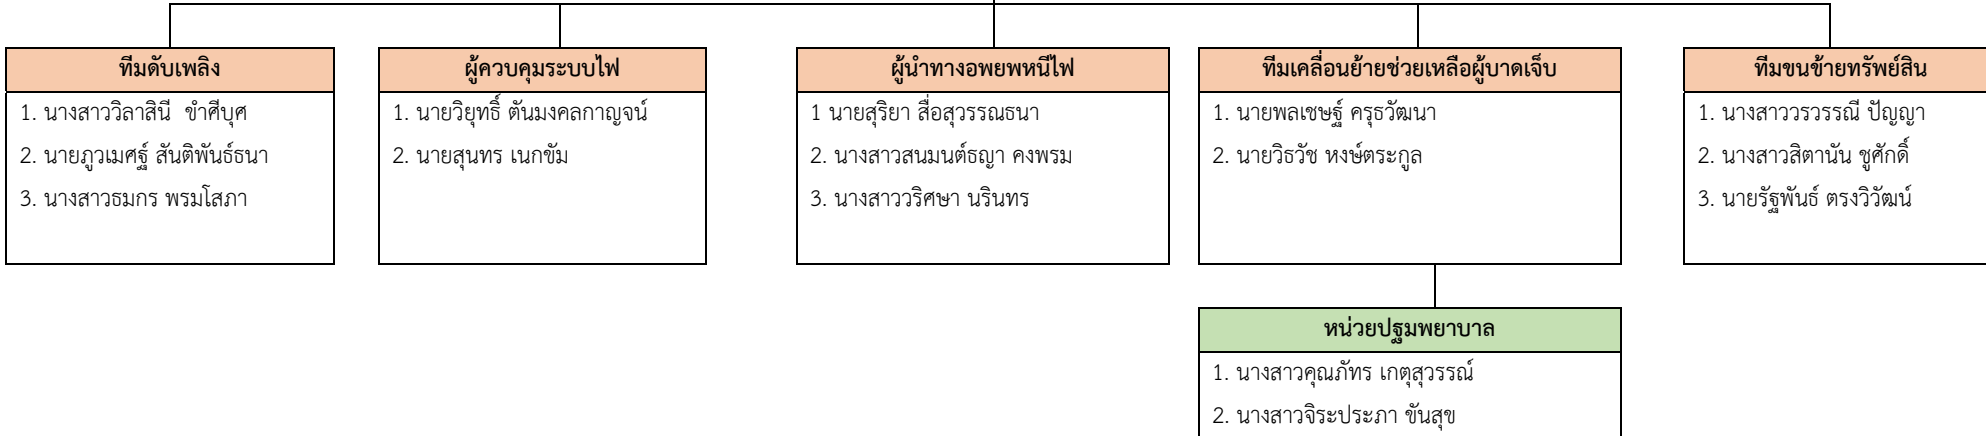 ทีมดับเพลิง
1. นางสาววิลาสินี  ขำศีบุศ
2. นายภูวเมศฐ์ สันติพันธ์ธนา
3. นางสาวธมกร พรมโสภา
ผู้ควบคุมระบบไฟ
1. นายวิยุทธิ์ ตันมงคลกาญจน์
2. นายสุนทร เนกขัม
ผู้นำทางอพยพหนีไฟ
1 นายสุริยา สื่อสุวรรณธนา
2. นางสาวสนมนต์ธญา คงพรม
3. นางสาววริศษา นรินทร
ทีมเคลื่อนย้ายช่วยเหลือผู้บาดเจ็บ
1. นายพลเชษฐ์ ครุธวัฒนา
2. นายวิธวัช หงษ์ตระกูล
ทีมขนข้ายทรัพย์สิน
1. นางสาววรวรรณี ปัญญา
2. นางสาวสิตานัน ชูศักดิ์
3. นายรัฐพันธ์ ตรงวิวัฒน์
หน่วยปฐมพยาบาล
1. นางสาวคุณภัทร เกตุสุวรรณ์
2. นางสาวจิระประภา ขันสุข